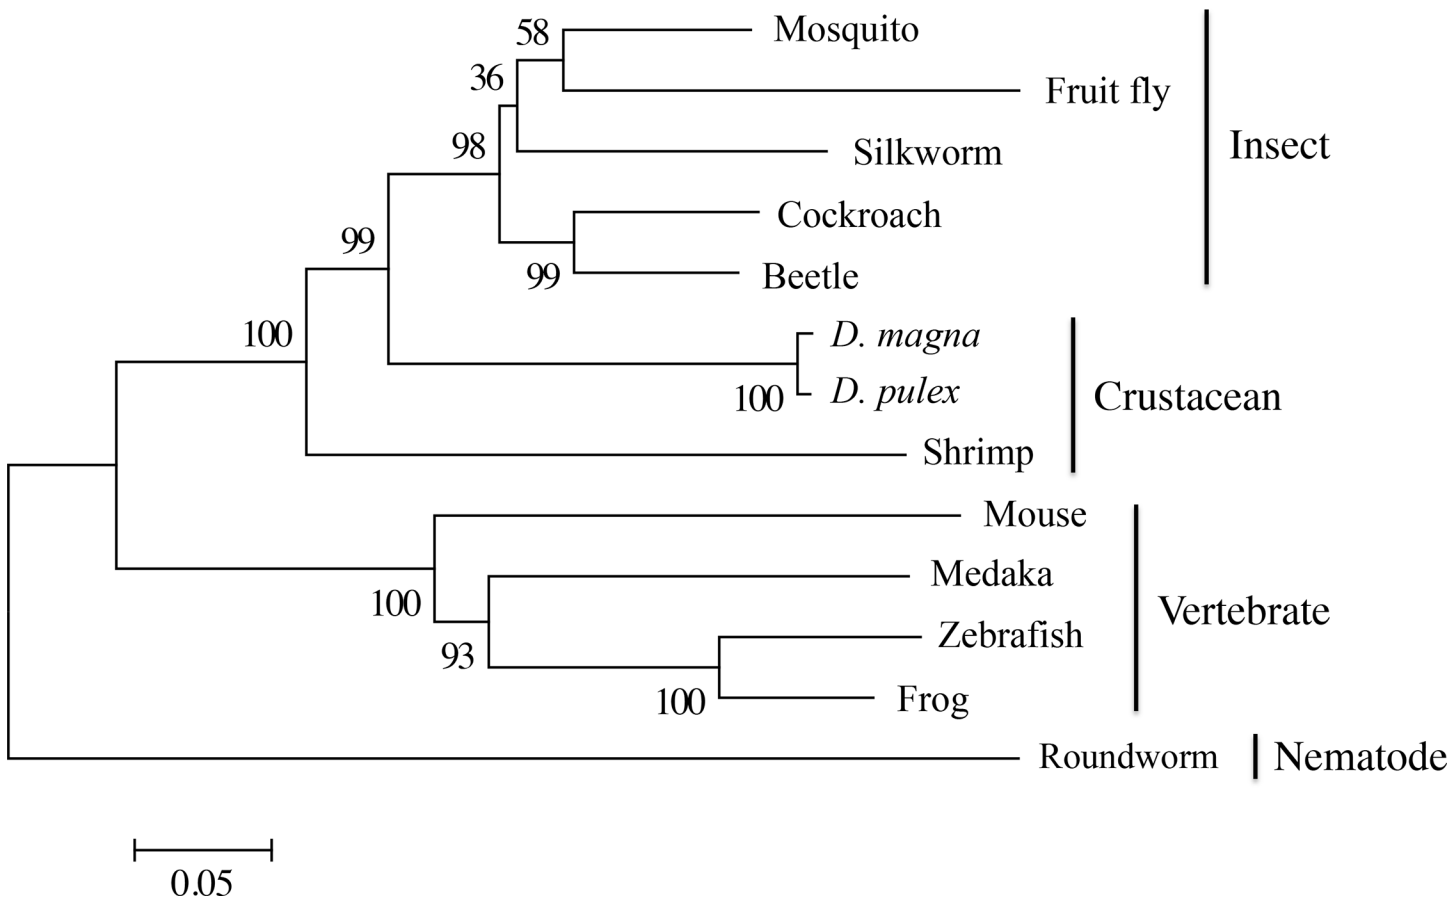 58
Mosquito
36
Fruit fly
98
Silkworm
Insect
99
Cockroach
99
Beetle
100
D. magna
100
D. pulex
Crustacean
Shrimp
Mouse
100
Medaka
Vertebrate
93
Zebrafish
100
Frog
Roundworm
Nematode
0.05